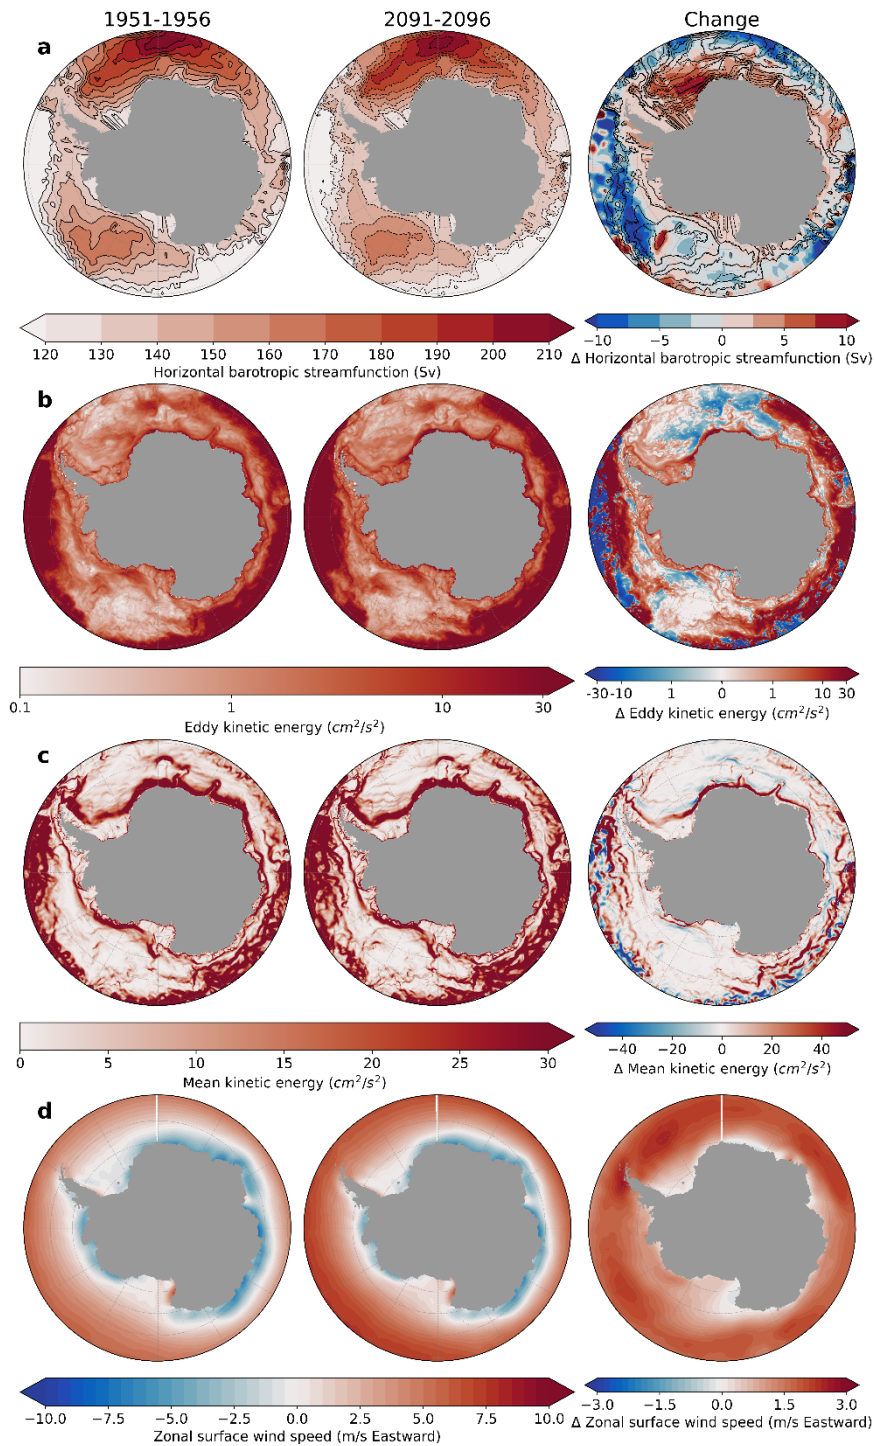 1951-1956 2091-2096 Change
a
120 130 140 150 160 170 180 190 200 210
Horizontal barotropic streamfunction (Sv)
−10 −5 0 5 10
Δ Horizontal barotropic streamfunction (Sv)
b
0.1 1 10 30
Eddy kinetic energy (cm²/s²)
-30 -10 1 0 1 10 30
Δ Eddy kinetic energy (cm²/s²)
c
0 5 10 15 20 25 30
Mean kinetic energy (cm²/s²)
−40 −20 0 20 40
Δ Mean kinetic energy (cm²/s²)
d
−10.0 −7.5 −5.0 −2.5 0.0 2.5 5.0 7.5 10.0
Zonal surface wind speed (m/s Eastward)
−3.0 −1.5 0.0 1.5 3.0
Δ Zonal surface wind speed (m/s Eastward)